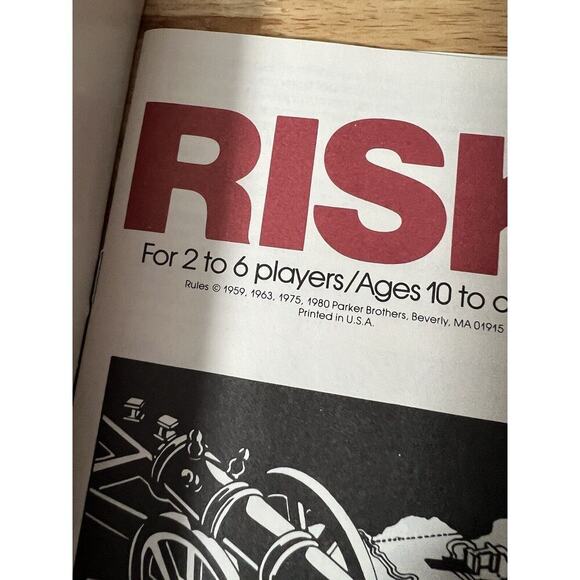 RISK
For 2 to 6 players/Ages 10 to
Rules © 1959, 1963, 1975, 1980 Parker Brothers, Beverly, MA 01915
Printed in U.S.A.